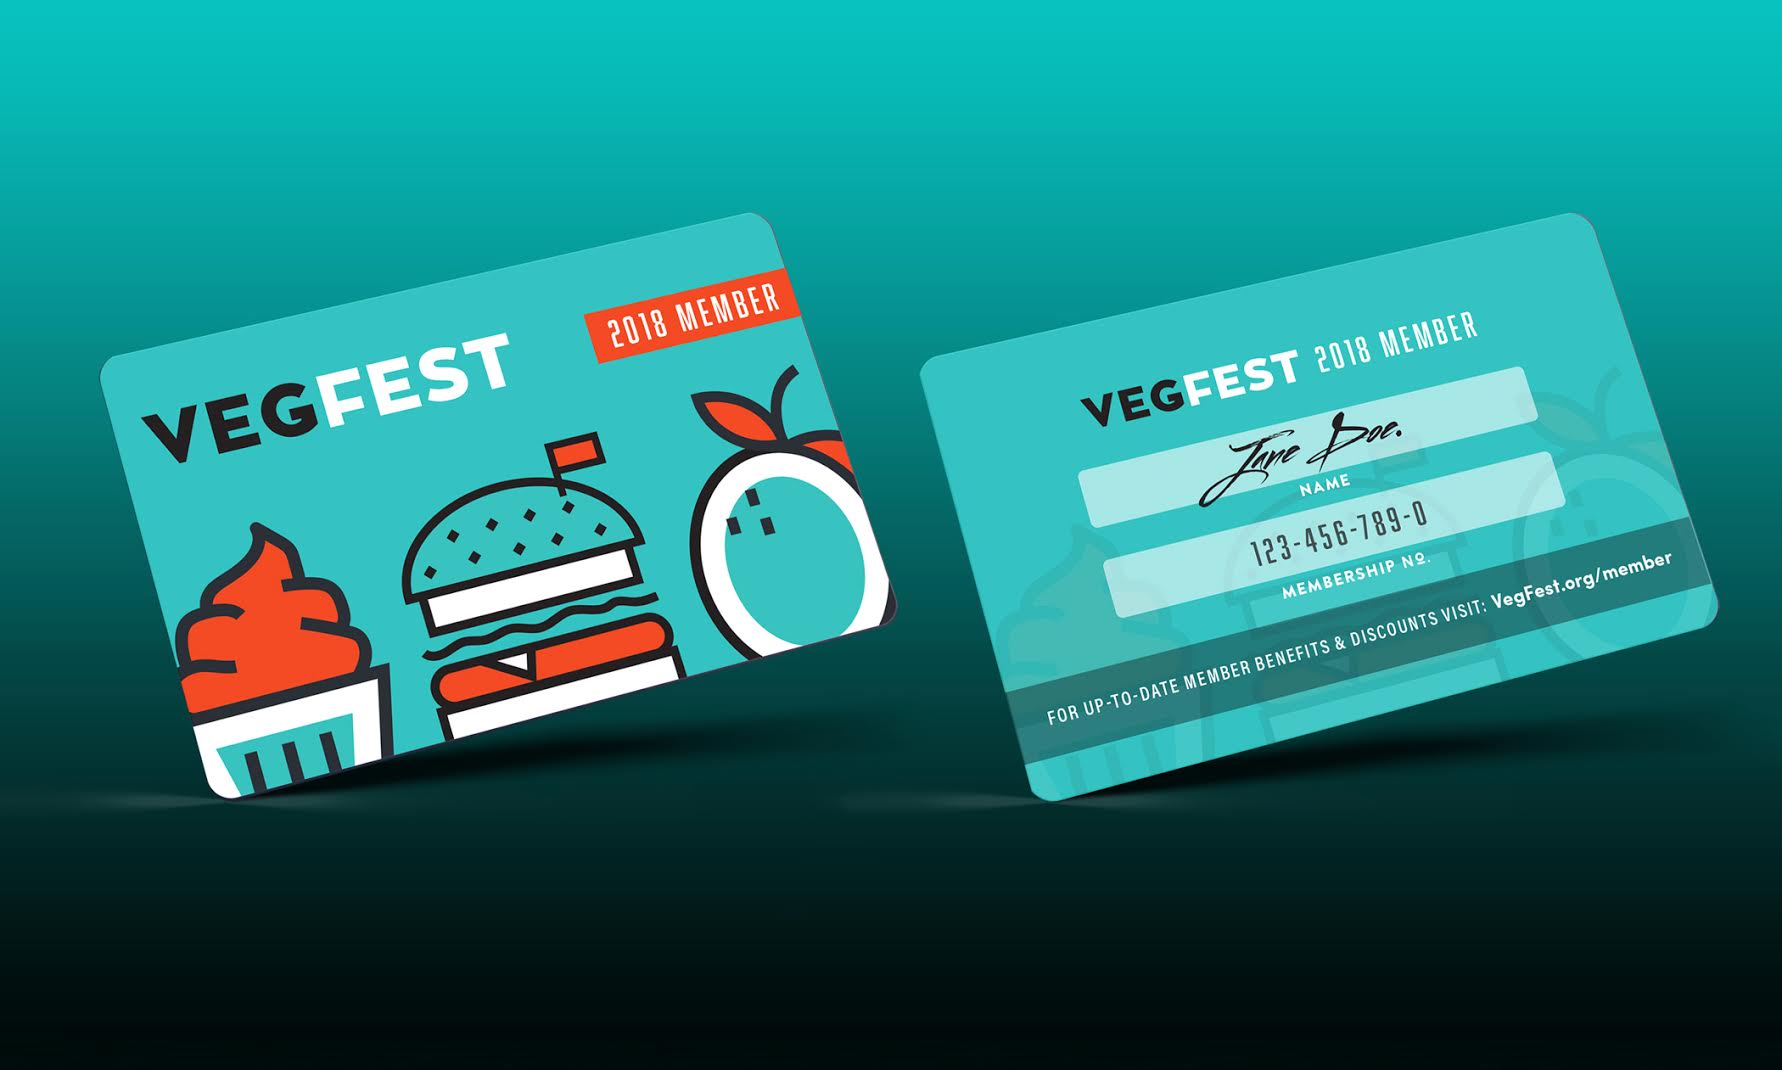 VEGFEST
2018 MEMBER
VEGFEST 2018 MEMBER
Jane Doe.
NAME
123-456-789-0
MEMBERSHIP Nº.
FOR UP-TO-DATE MEMBER BENEFITS & DISCOUNTS VISIT: VegFest.org/member